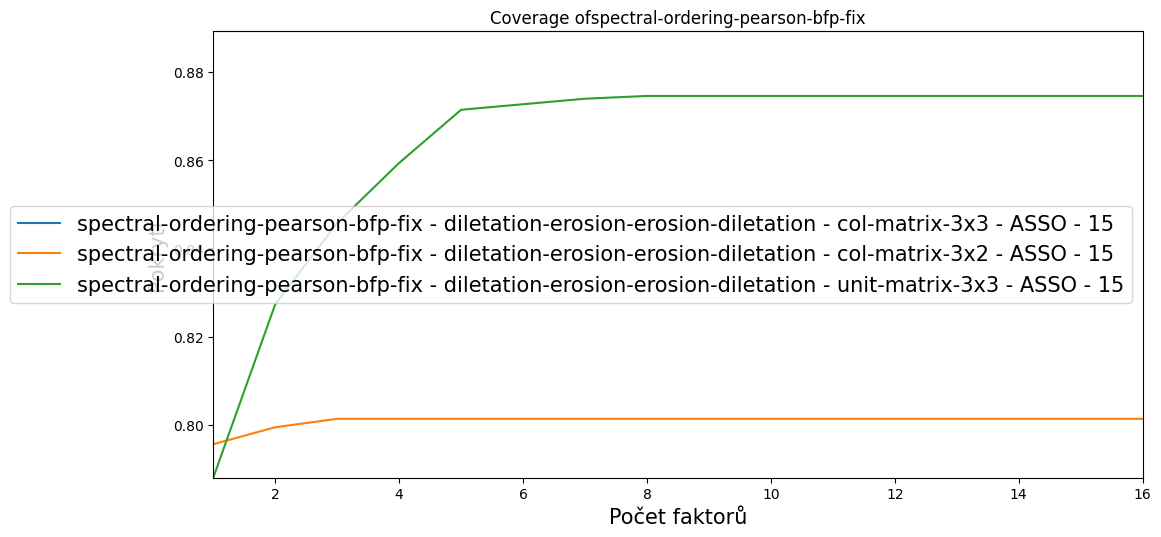 Coverage ofspectral-ordering-pearson-bfp-fix
0.88
0.86
0.84
0.82
0.80
spectral-ordering-pearson-bfp-fix - diletation-erosion-erosion-diletation - col-matrix-3x3 - ASSO - 15
spectral-ordering-pearson-bfp-fix - diletation-erosion-erosion-diletation - col-matrix-3x2 - ASSO - 15
spectral-ordering-pearson-bfp-fix - diletation-erosion-erosion-diletation - unit-matrix-3x3 - ASSO - 15
2 4 6 8 10 12 14 16
Počet faktorů